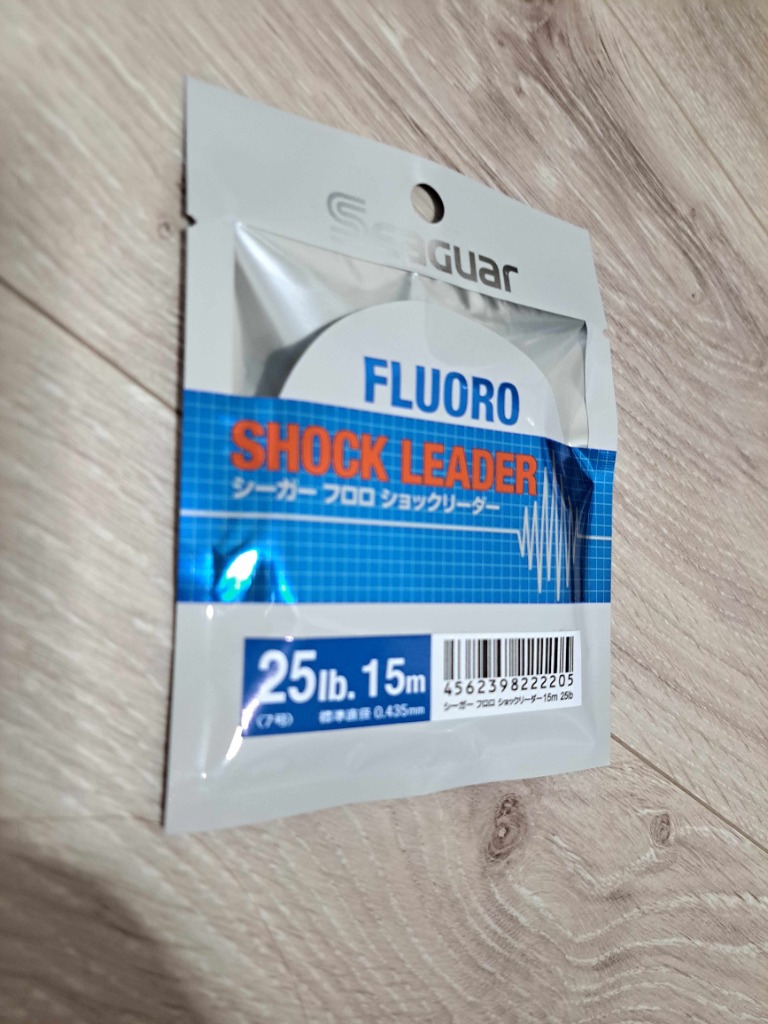 Seaguar
FLUORO
SHOCK LEADER
シーガー フロロ ショックリーダー
25lb. 15m
(7号) 標準直径 0.435mm
4562398222205
シーガー フロロ ショックリーダー15m 25lb